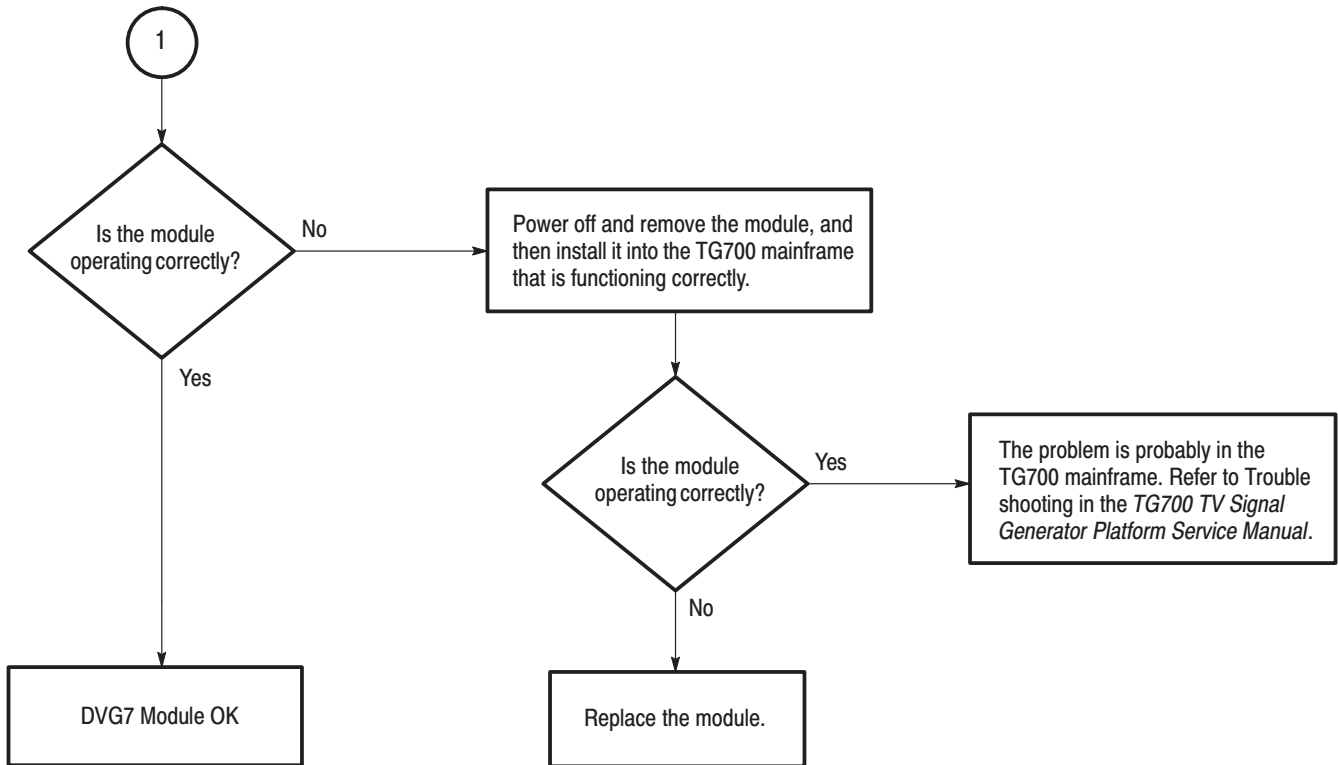 1
Is the module
operating correctly?
No
Yes
Power off and remove the module, and
then install it into the TG700 mainframe
that is functioning correctly.
Is the module
operating correctly?
Yes
No
The problem is probably in the
TG700 mainframe. Refer to Trouble
shooting in the TG700 TV Signal
Generator Platform Service Manual.
DVG7 Module OK
Replace the module.